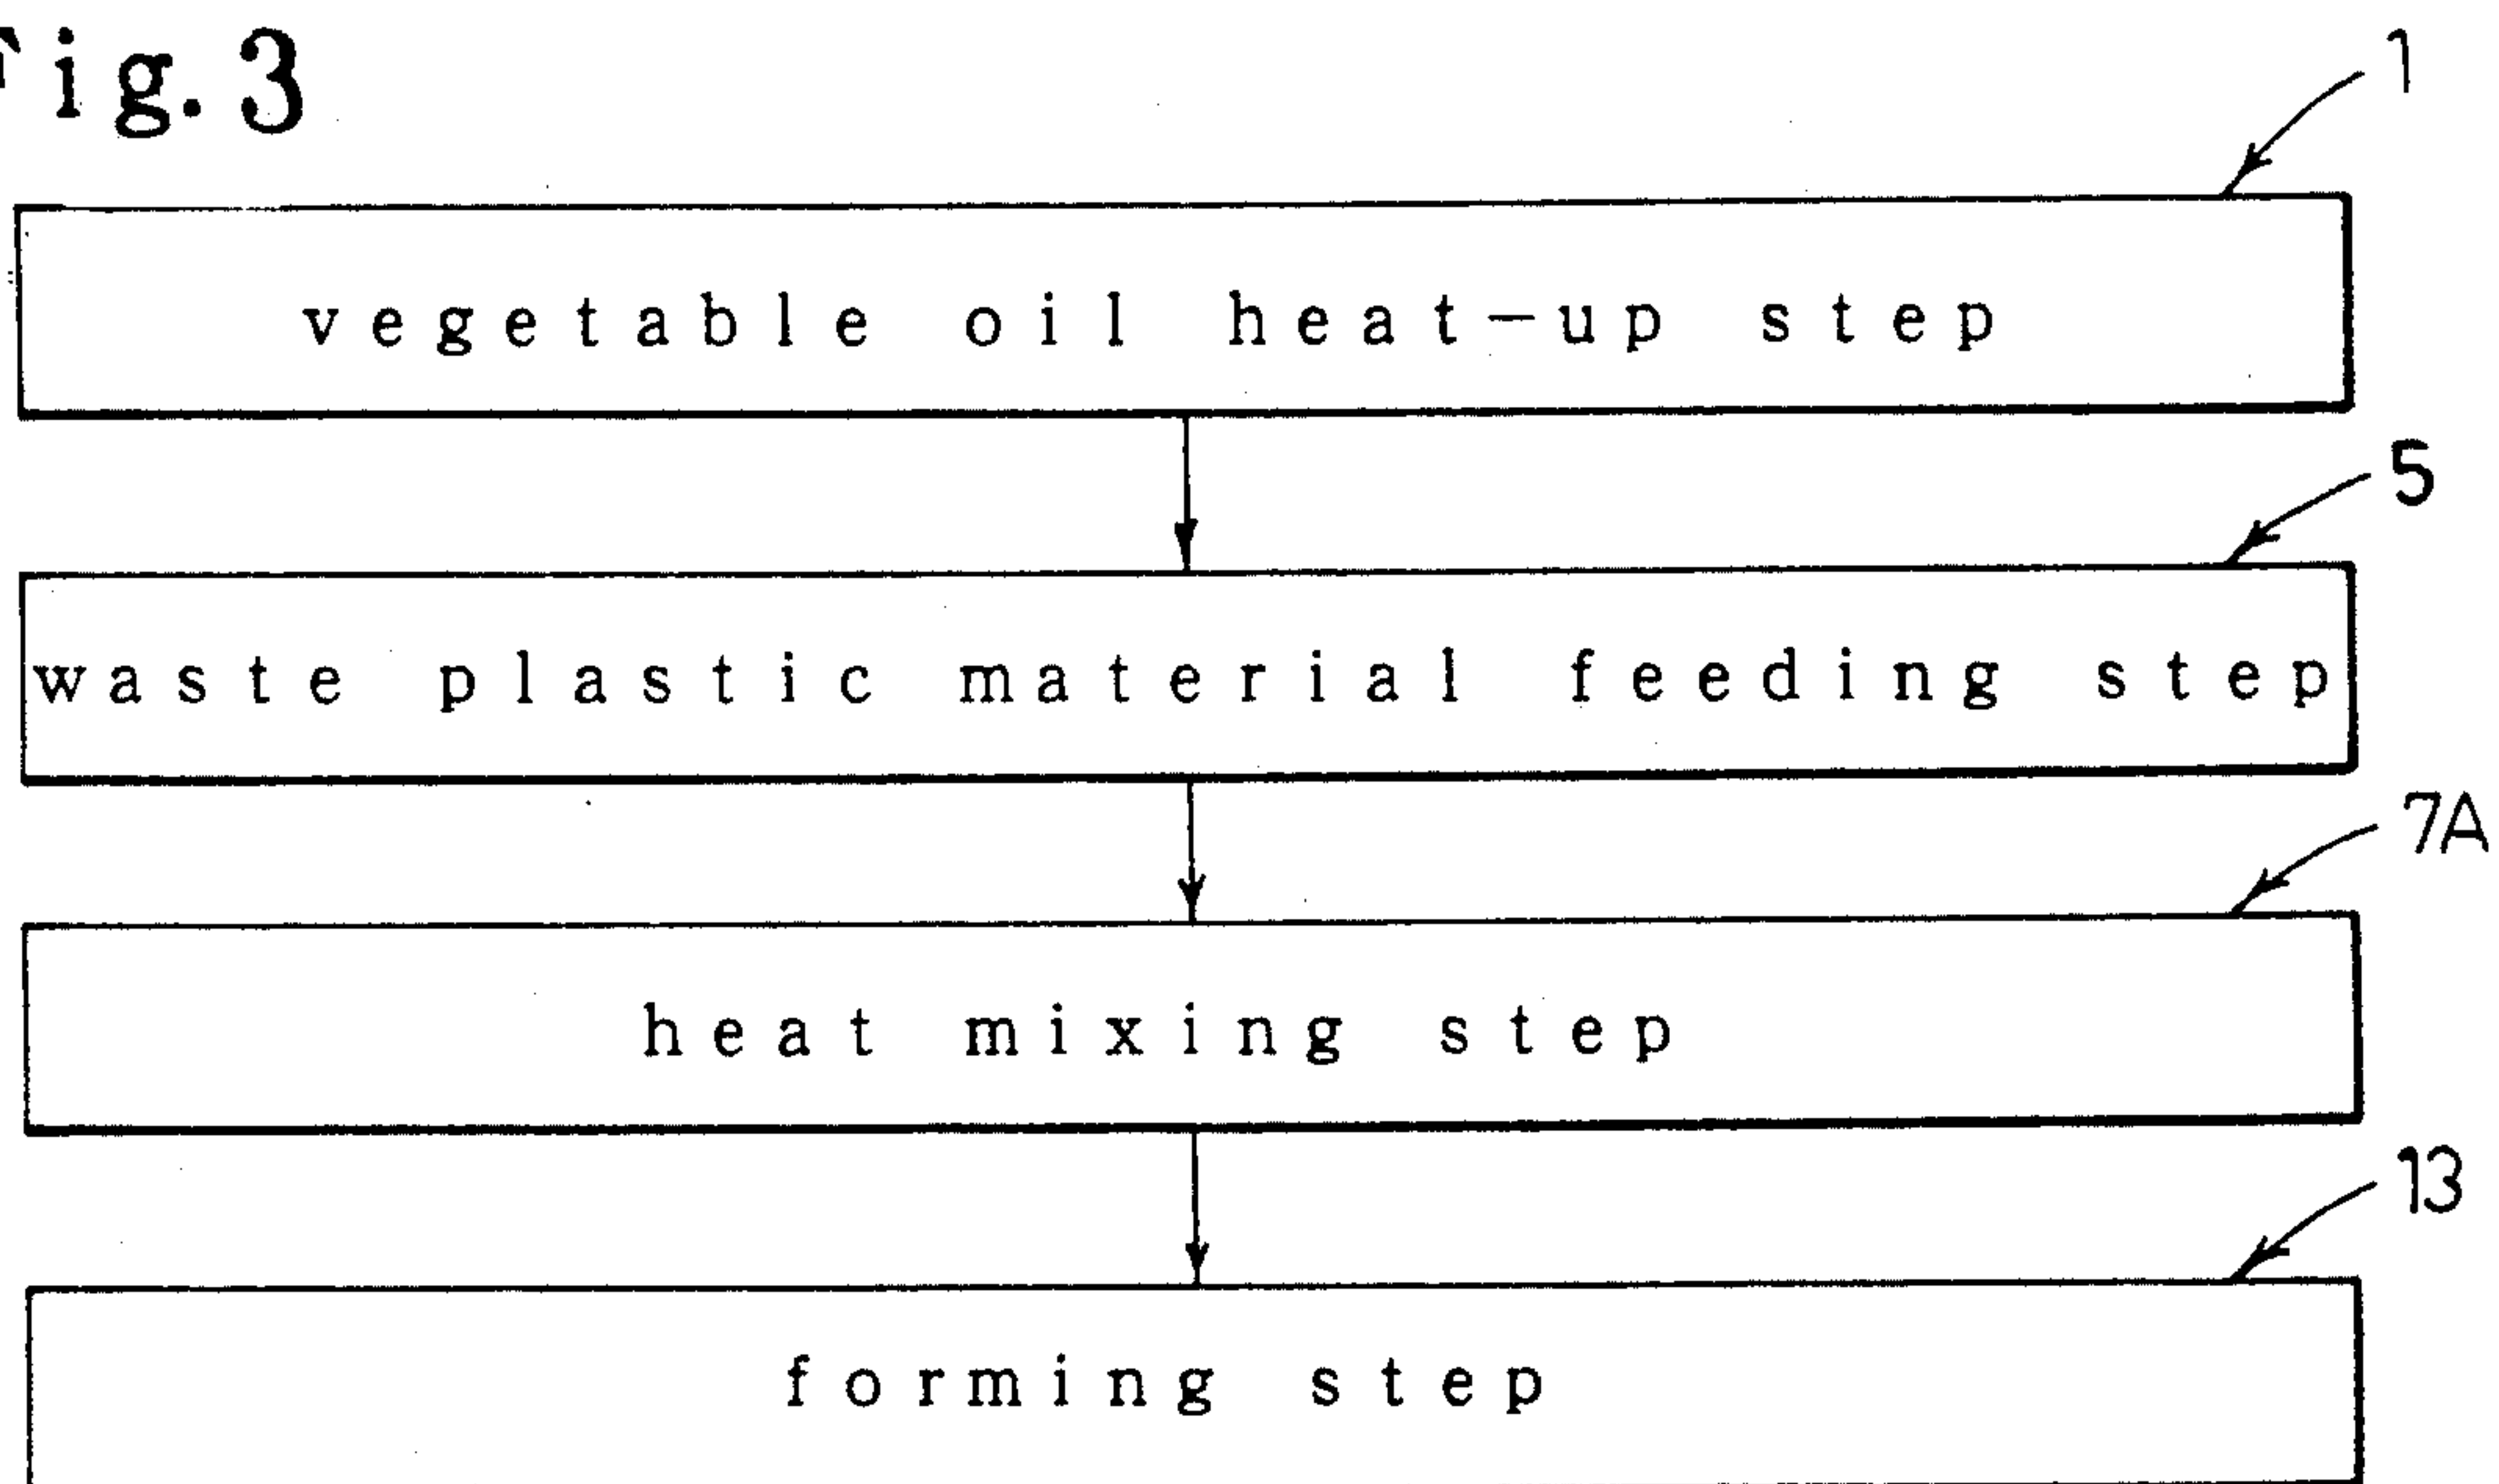 Fig. 3
1
vegetable oil heat-up step
5
waste plastic material feeding step
7A
heat mixing step
13
forming step